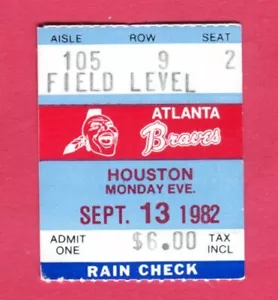 AISLE ROW SEAT
105 9 2
FIELD LEVEL
ATLANTA
Braves
HOUSTON
MONDAY EVE.
SEPT. 13 1982
ADMIT ONE $6.00 TAX INCL
RAIN CHECK